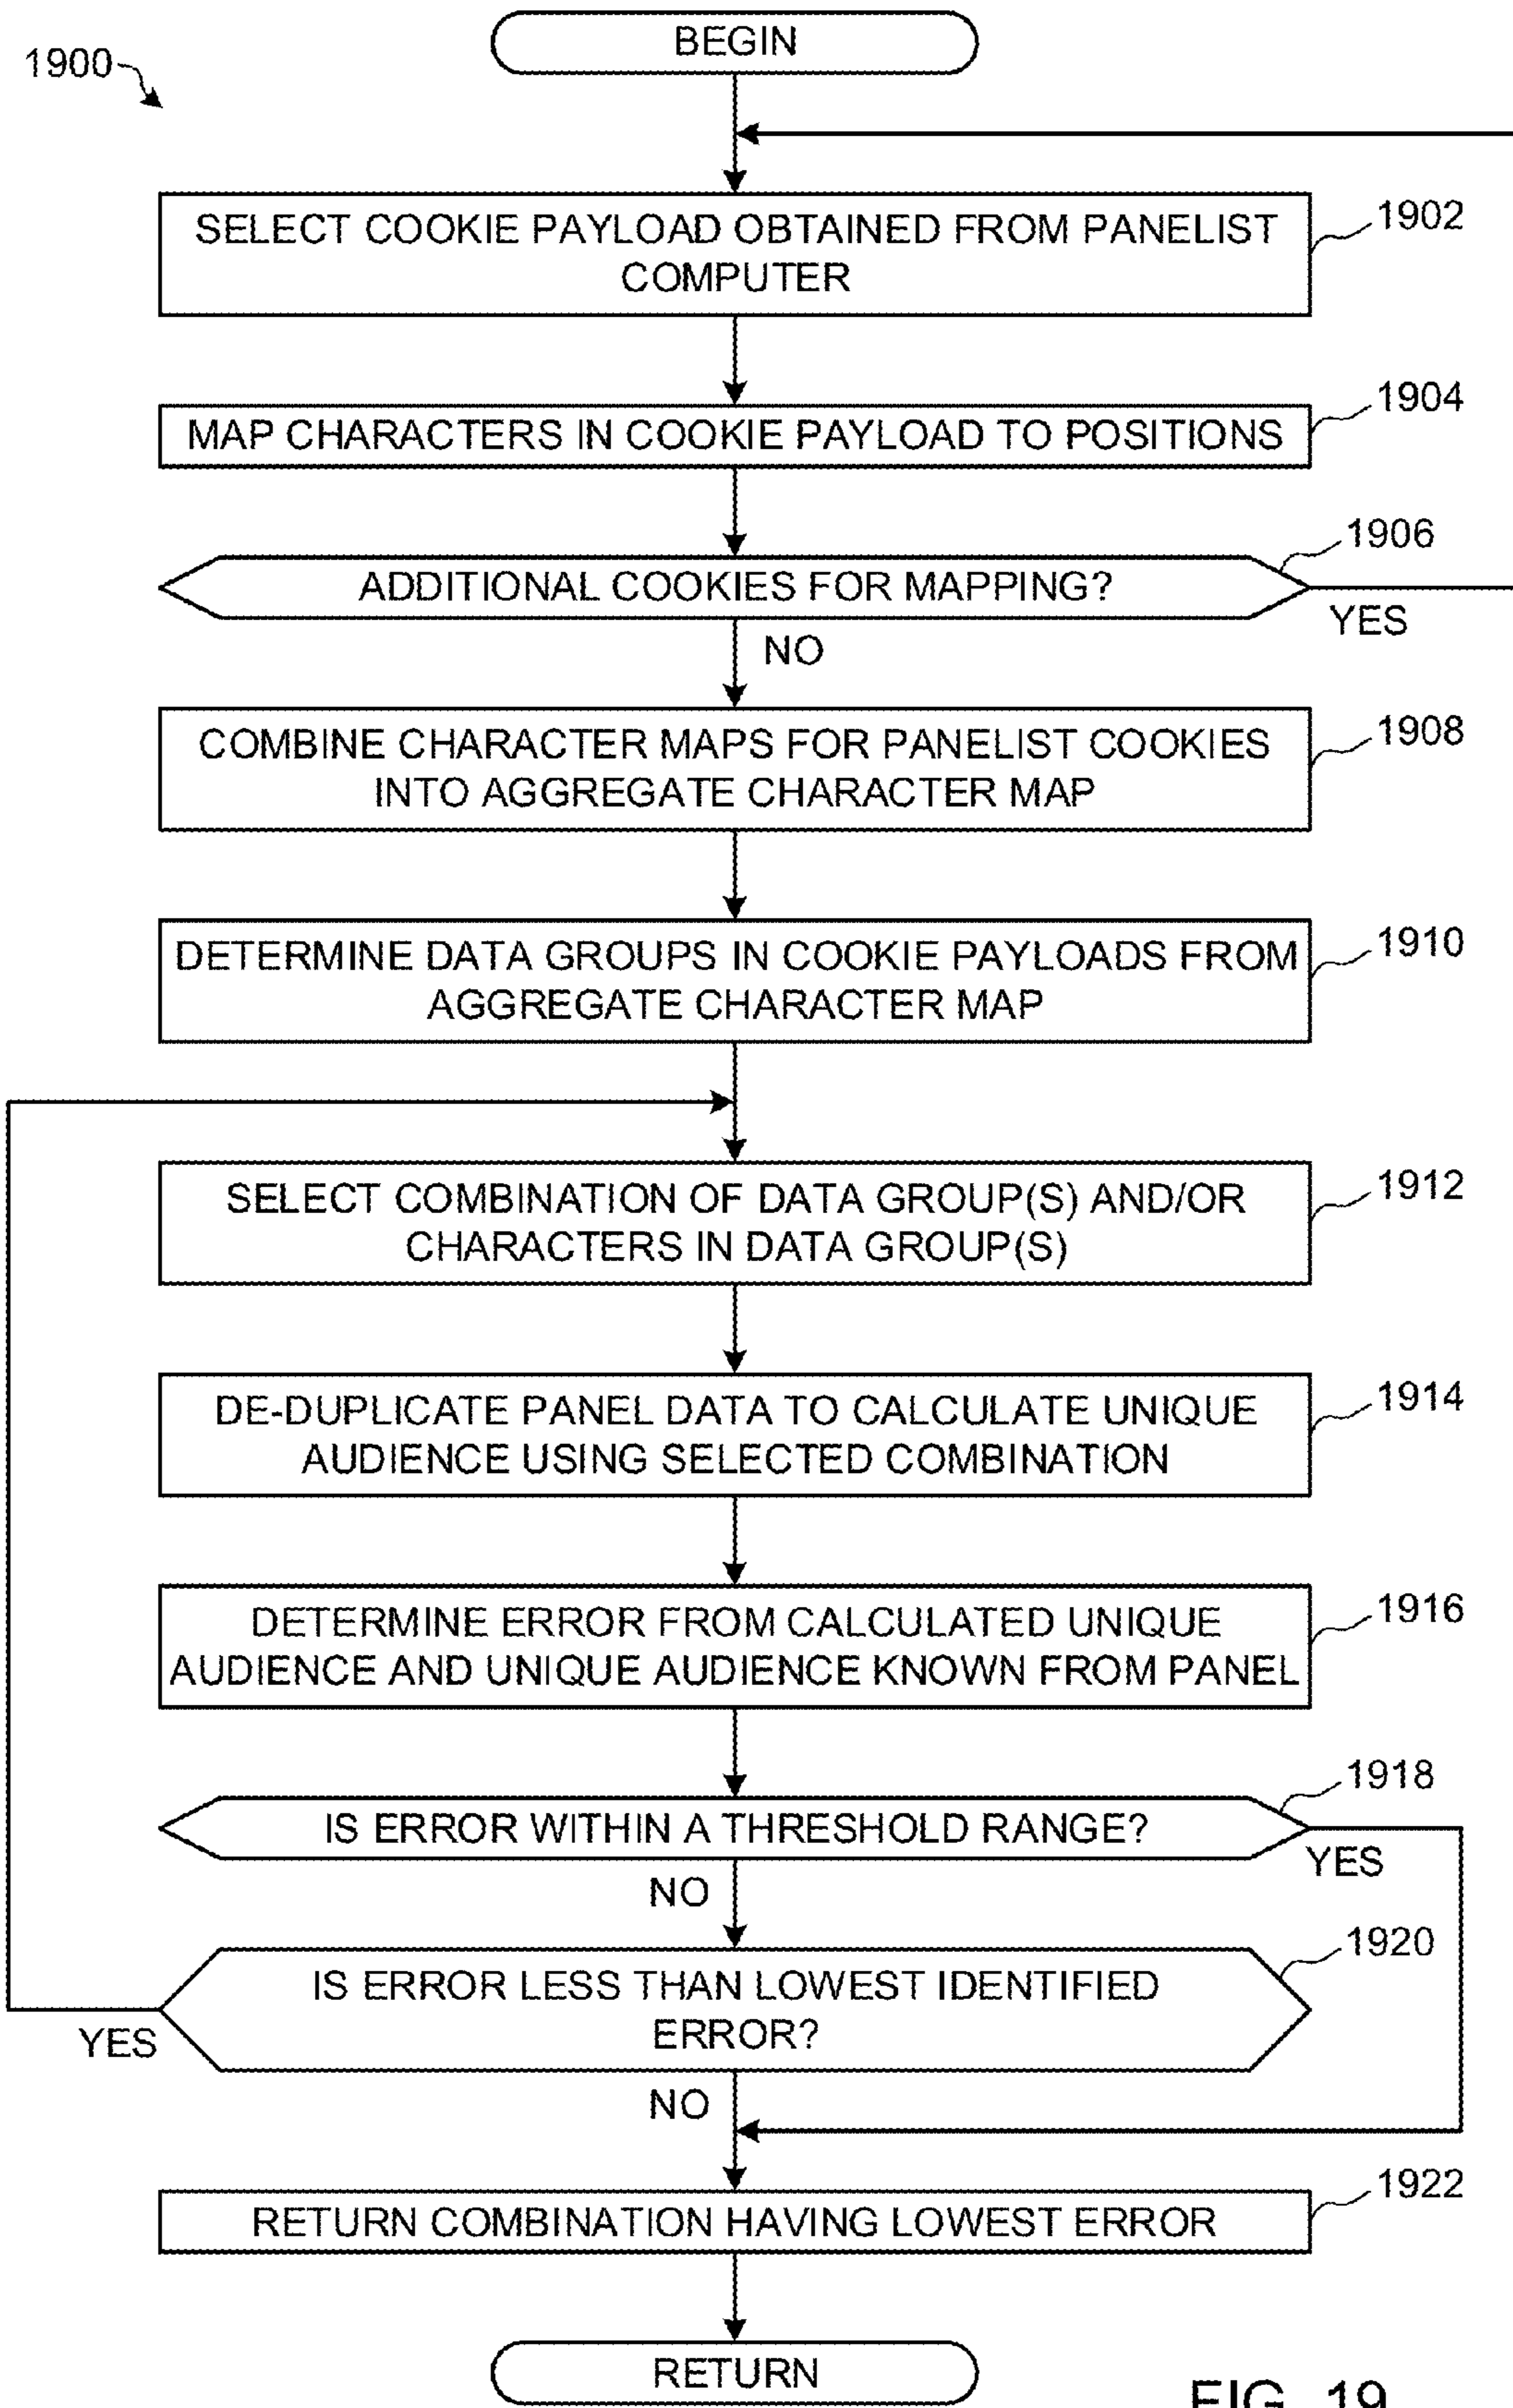 BEGIN
1900
SELECT COOKIE PAYLOAD OBTAINED FROM PANELIST
COMPUTER
1902
MAP CHARACTERS IN COOKIE PAYLOAD TO POSITIONS
1904
ADDITIONAL COOKIES FOR MAPPING?
1906
YES
NO
COMBINE CHARACTER MAPS FOR PANELIST COOKIES
INTO AGGREGATE CHARACTER MAP
1908
DETERMINE DATA GROUPS IN COOKIE PAYLOADS FROM
AGGREGATE CHARACTER MAP
1910
SELECT COMBINATION OF DATA GROUP(S) AND/OR
CHARACTERS IN DATA GROUP(S)
1912
DE-DUPLICATE PANEL DATA TO CALCULATE UNIQUE
AUDIENCE USING SELECTED COMBINATION
1914
DETERMINE ERROR FROM CALCULATED UNIQUE
AUDIENCE AND UNIQUE AUDIENCE KNOWN FROM PANEL
1916
IS ERROR WITHIN A THRESHOLD RANGE?
1918
YES
NO
IS ERROR LESS THAN LOWEST IDENTIFIED
ERROR?
1920
YES
NO
RETURN COMBINATION HAVING LOWEST ERROR
1922
RETURN
FIG. 19